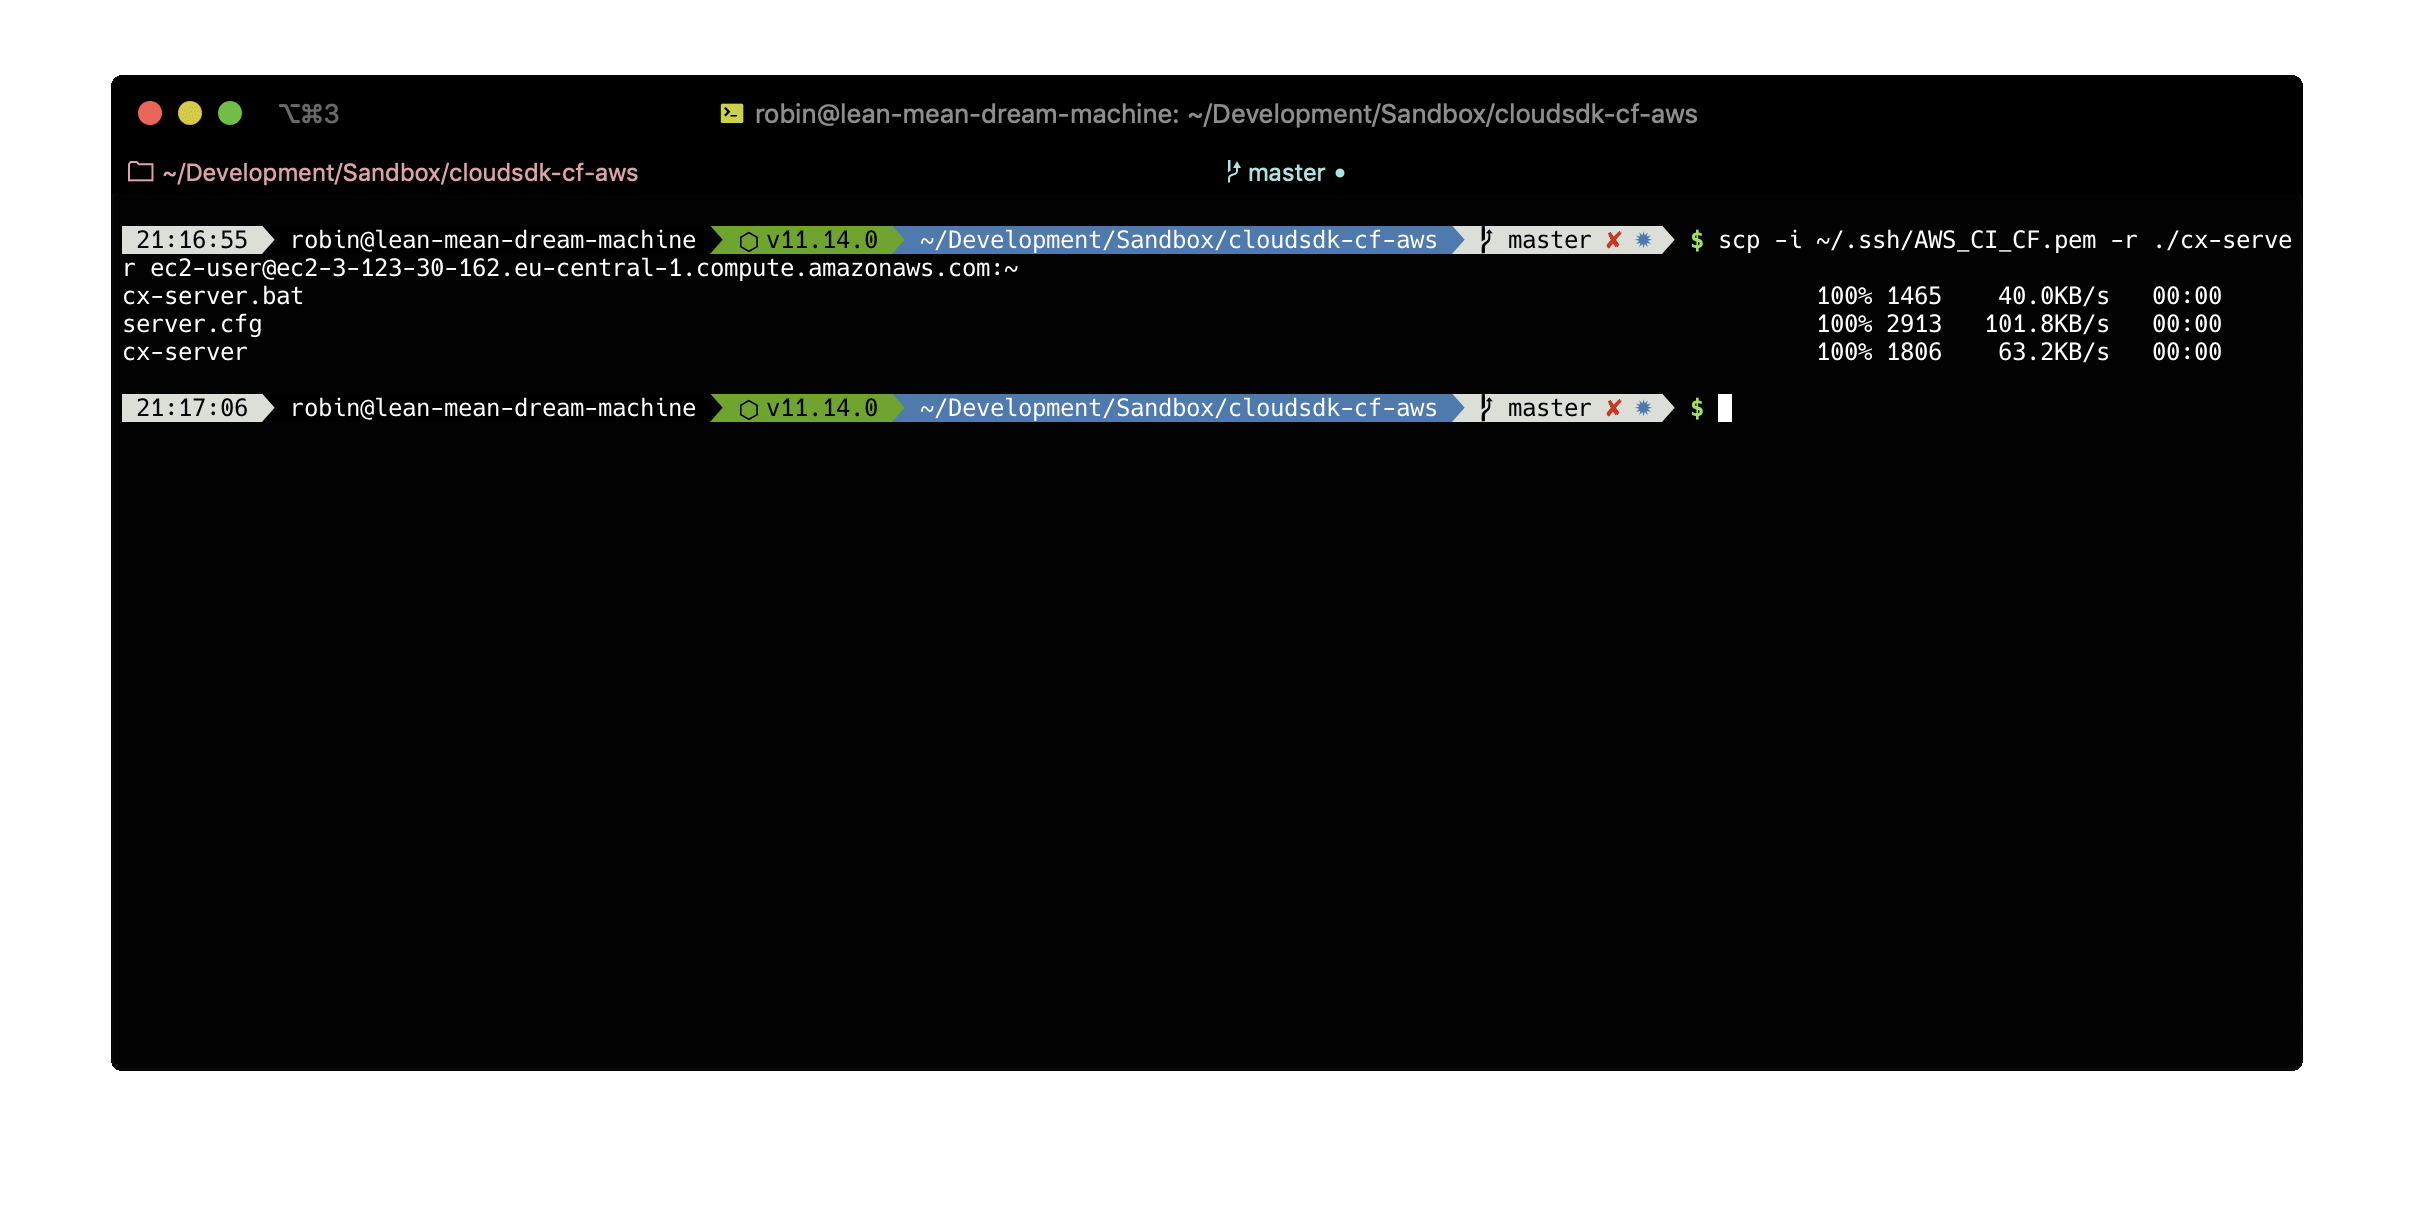 ⌥⌘3 robin@lean-mean-dream-machine: ~/Development/Sandbox/cloudsdk-cf-aws
~/Development/Sandbox/cloudsdk-cf-aws master •
21:16:55 robin@lean-mean-dream-machine ⬡ v11.14.0 ~/Development/Sandbox/cloudsdk-cf-aws master ✘ ✹ $ scp -i ~/.ssh/AWS_CI_CF.pem -r ./cx-serve
r ec2-user@ec2-3-123-30-162.eu-central-1.compute.amazonaws.com:~
cx-server.bat 100% 1465 40.0KB/s 00:00
server.cfg 100% 2913 101.8KB/s 00:00
cx-server 100% 1806 63.2KB/s 00:00
21:17:06 robin@lean-mean-dream-machine ⬡ v11.14.0 ~/Development/Sandbox/cloudsdk-cf-aws master ✘ ✹ $